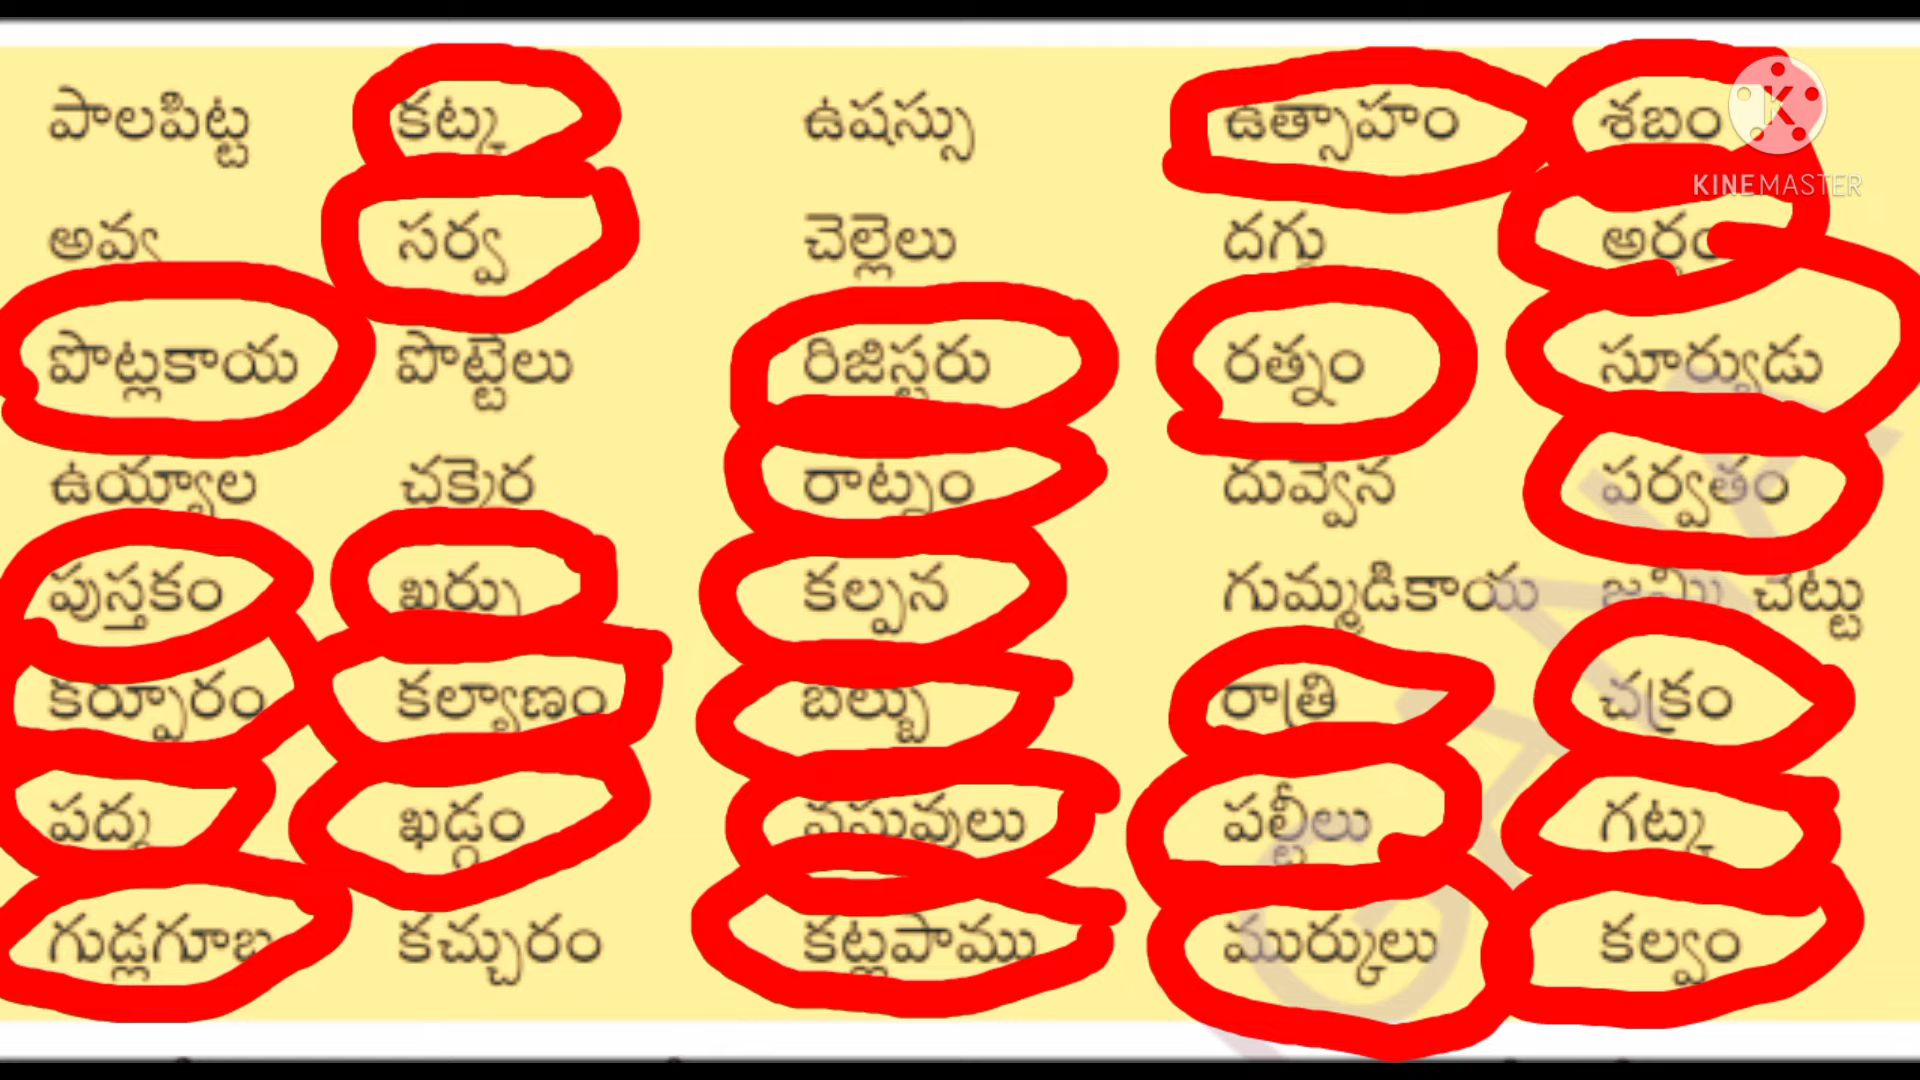 పాలపిట్ట కట్క ఉషస్సు ఉత్సాహం శబం
KINEMASTER
అవ్వ సర్వ చెల్లెలు దగ్గు
పొట్లకాయ పొట్టేలు రిజిస్టరు రత్నం సూర్యుడు
ఉయ్యాల చక్కెర రాట్నం దువ్వెన పర్వతం
పుస్తకం ఖర్చు కల్పన గుమ్మడికాయ చెట్టు
కర్పూరం కళ్యాణం బల్బు రాత్రి చక్రం
పద్మ ఖడ్గం పల్టీలు గట్క
గుడ్లగూబ కచ్చురం కట్లపాము ముర్కులు కల్వం